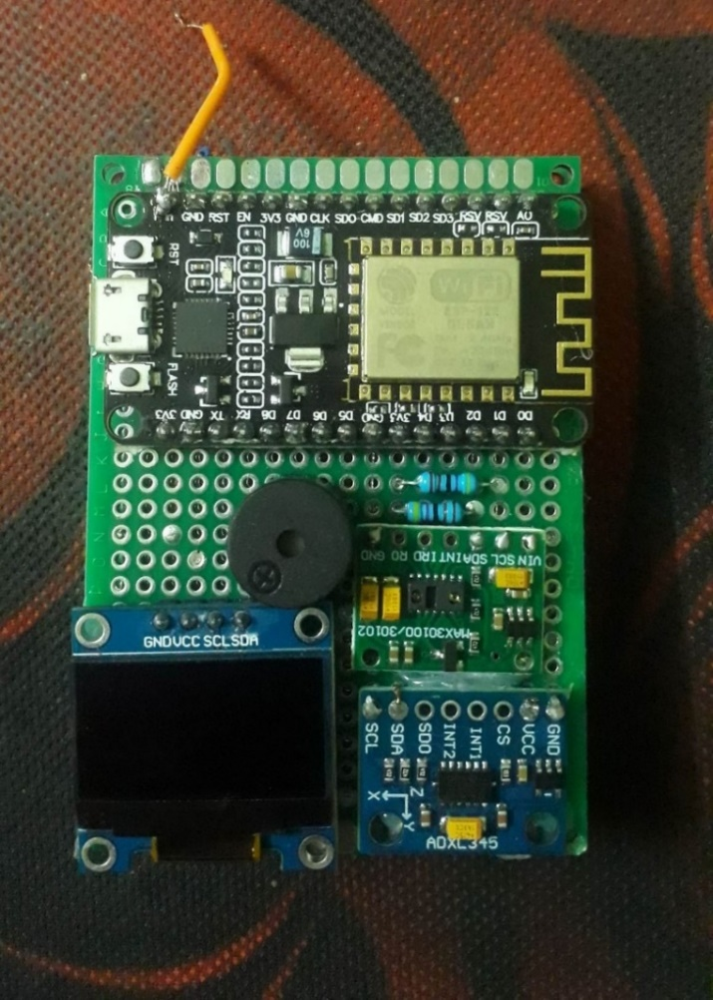 GND RST EN 3V3 GND CLK SDO CMD SD1 SD2 SD3 RSV RSV AO
100
6V
RST
WiFi
FLASH
3V3 GND TX RX D8 D7 D6 D5 GND 3V3 D4 D3 D2 D1 D0
VIN SCL SDA INT IRD RD GND
MAX30100/30102
GND VCC SCL SDA
SCL SDA SDO INT2 INT1 CS VCC GND
X Z
Y
ADXL345